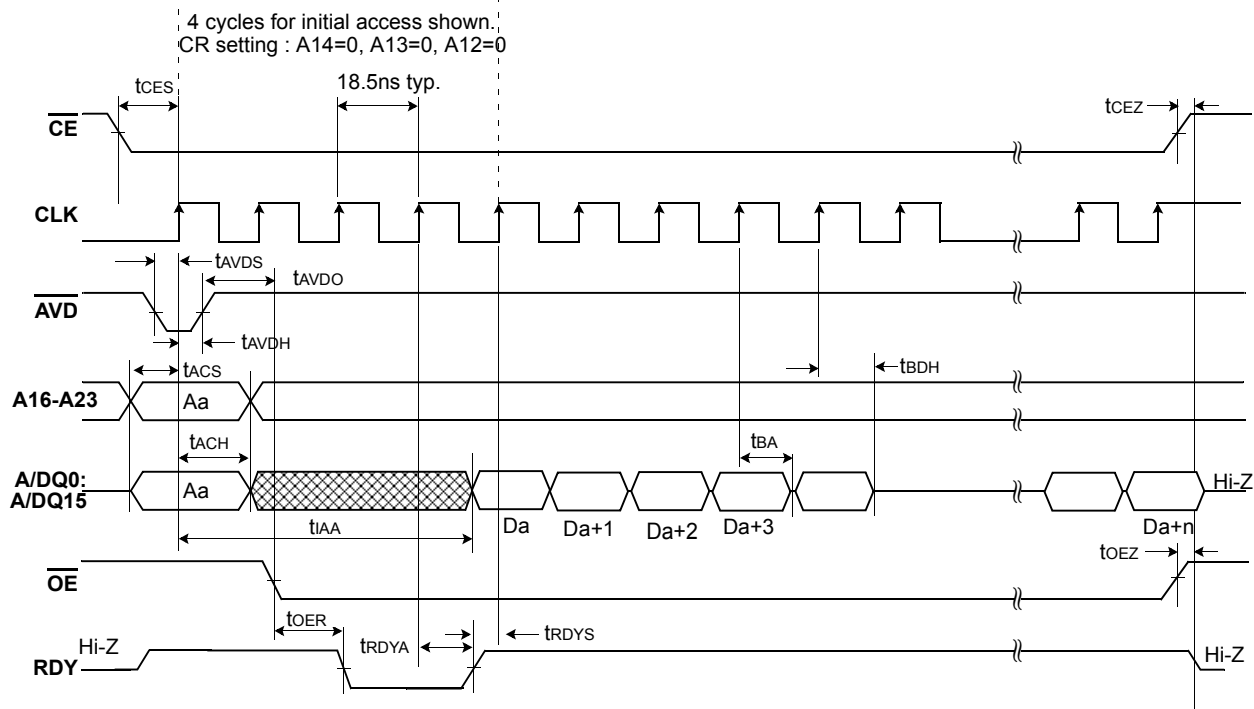 4 cycles for initial access shown.
CR setting : A14=0, A13=0, A12=0
18.5ns typ.
tCES
tCEZ
CE
CLK
tAVDS
tAVDO
AVD
tAVDH
tACS
tBDH
A16-A23
Aa
tACH
tBA
A/DQ0:
A/DQ15
Aa
Hi-Z
tIAA
Da
Da+1
Da+2
Da+3
Da+n
tOEZ
OE
tOER
tRDYA
tRDYS
Hi-Z
RDY
Hi-Z